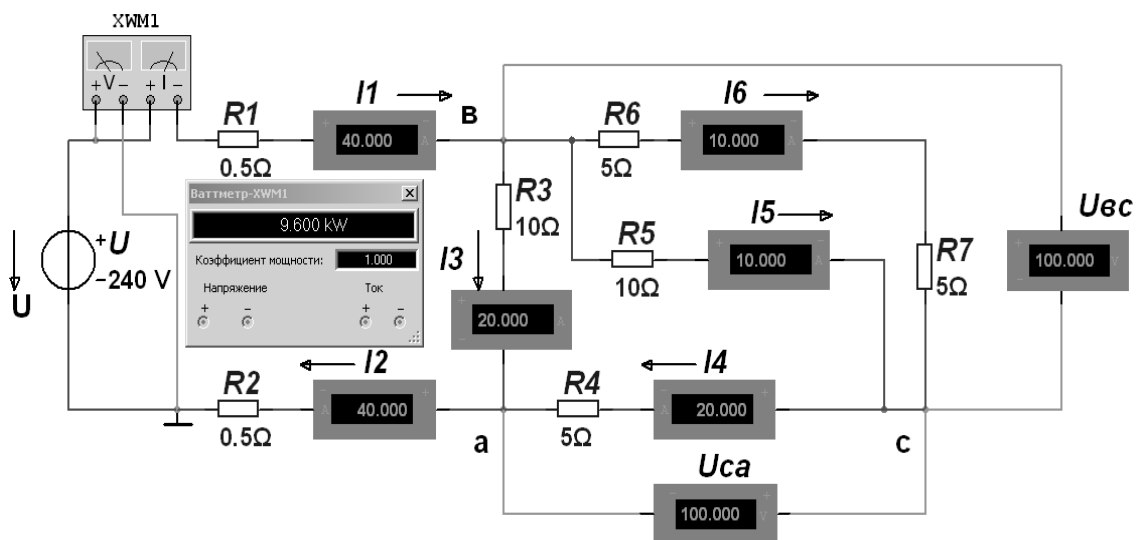 XWM1
+ V − + I −
R1
0.5Ω
I1
+ − 40.000 A
B
R6
5Ω
I6
+ − 10.000 A
Ваттметр-XWM1
9.600 kW
Коэффициент мощности: 1.000
Напряжение Ток
+ − + −
R3
10Ω
I3
+ − 20.000 A
R5
10Ω
I5
+ − 10.000 A
R7
5Ω
Uвс
+ − 100.000 V
U
+ U
−240 V
R2
0.5Ω
I2
− + A 40.000
a
R4
5Ω
I4
− + A 20.000
c
Uca
− + 100.000 V